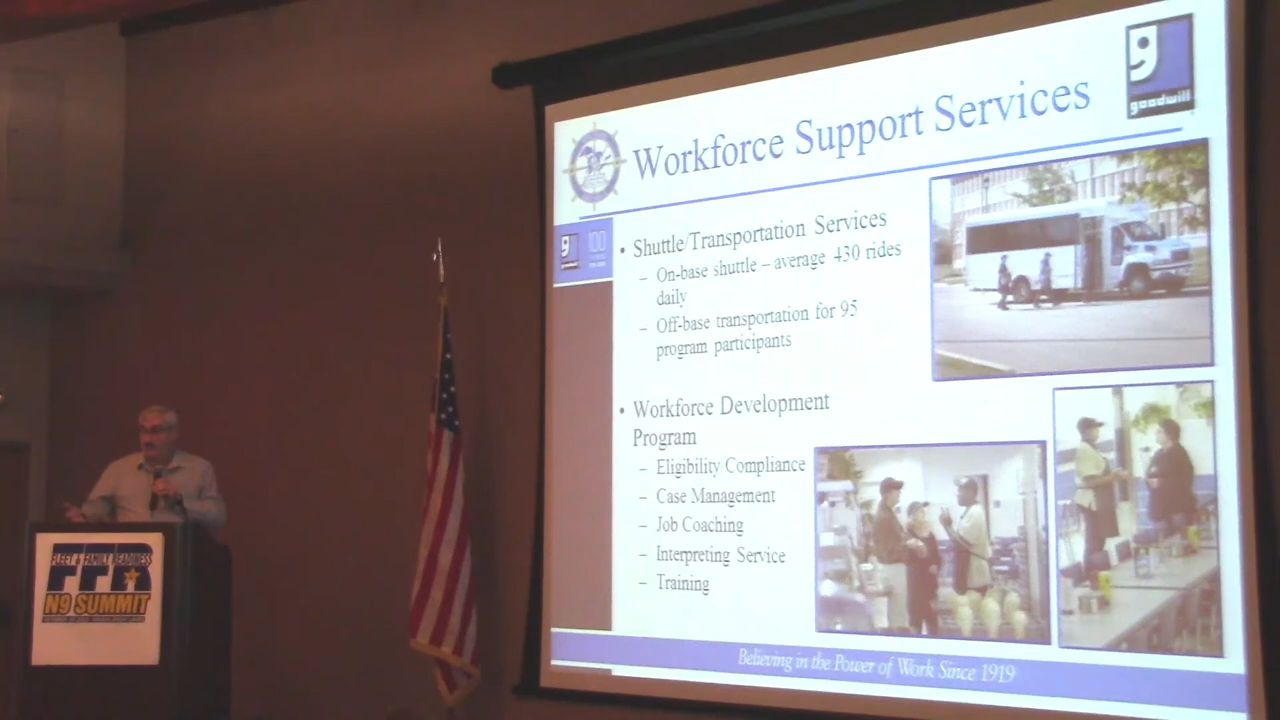 Workforce Support Services
g
goodwill
g
100
• Shuttle/Transportation Services
– On-base shuttle – average 430 rides
daily
– Off-base transportation for 95
program participants
• Workforce Development
Program
– Eligibility Compliance
– Case Management
– Job Coaching
– Interpreting Service
– Training
Believing in the Power of Work Since 1919
FLEET & FAMILY READINESS
FFR
N9 SUMMIT